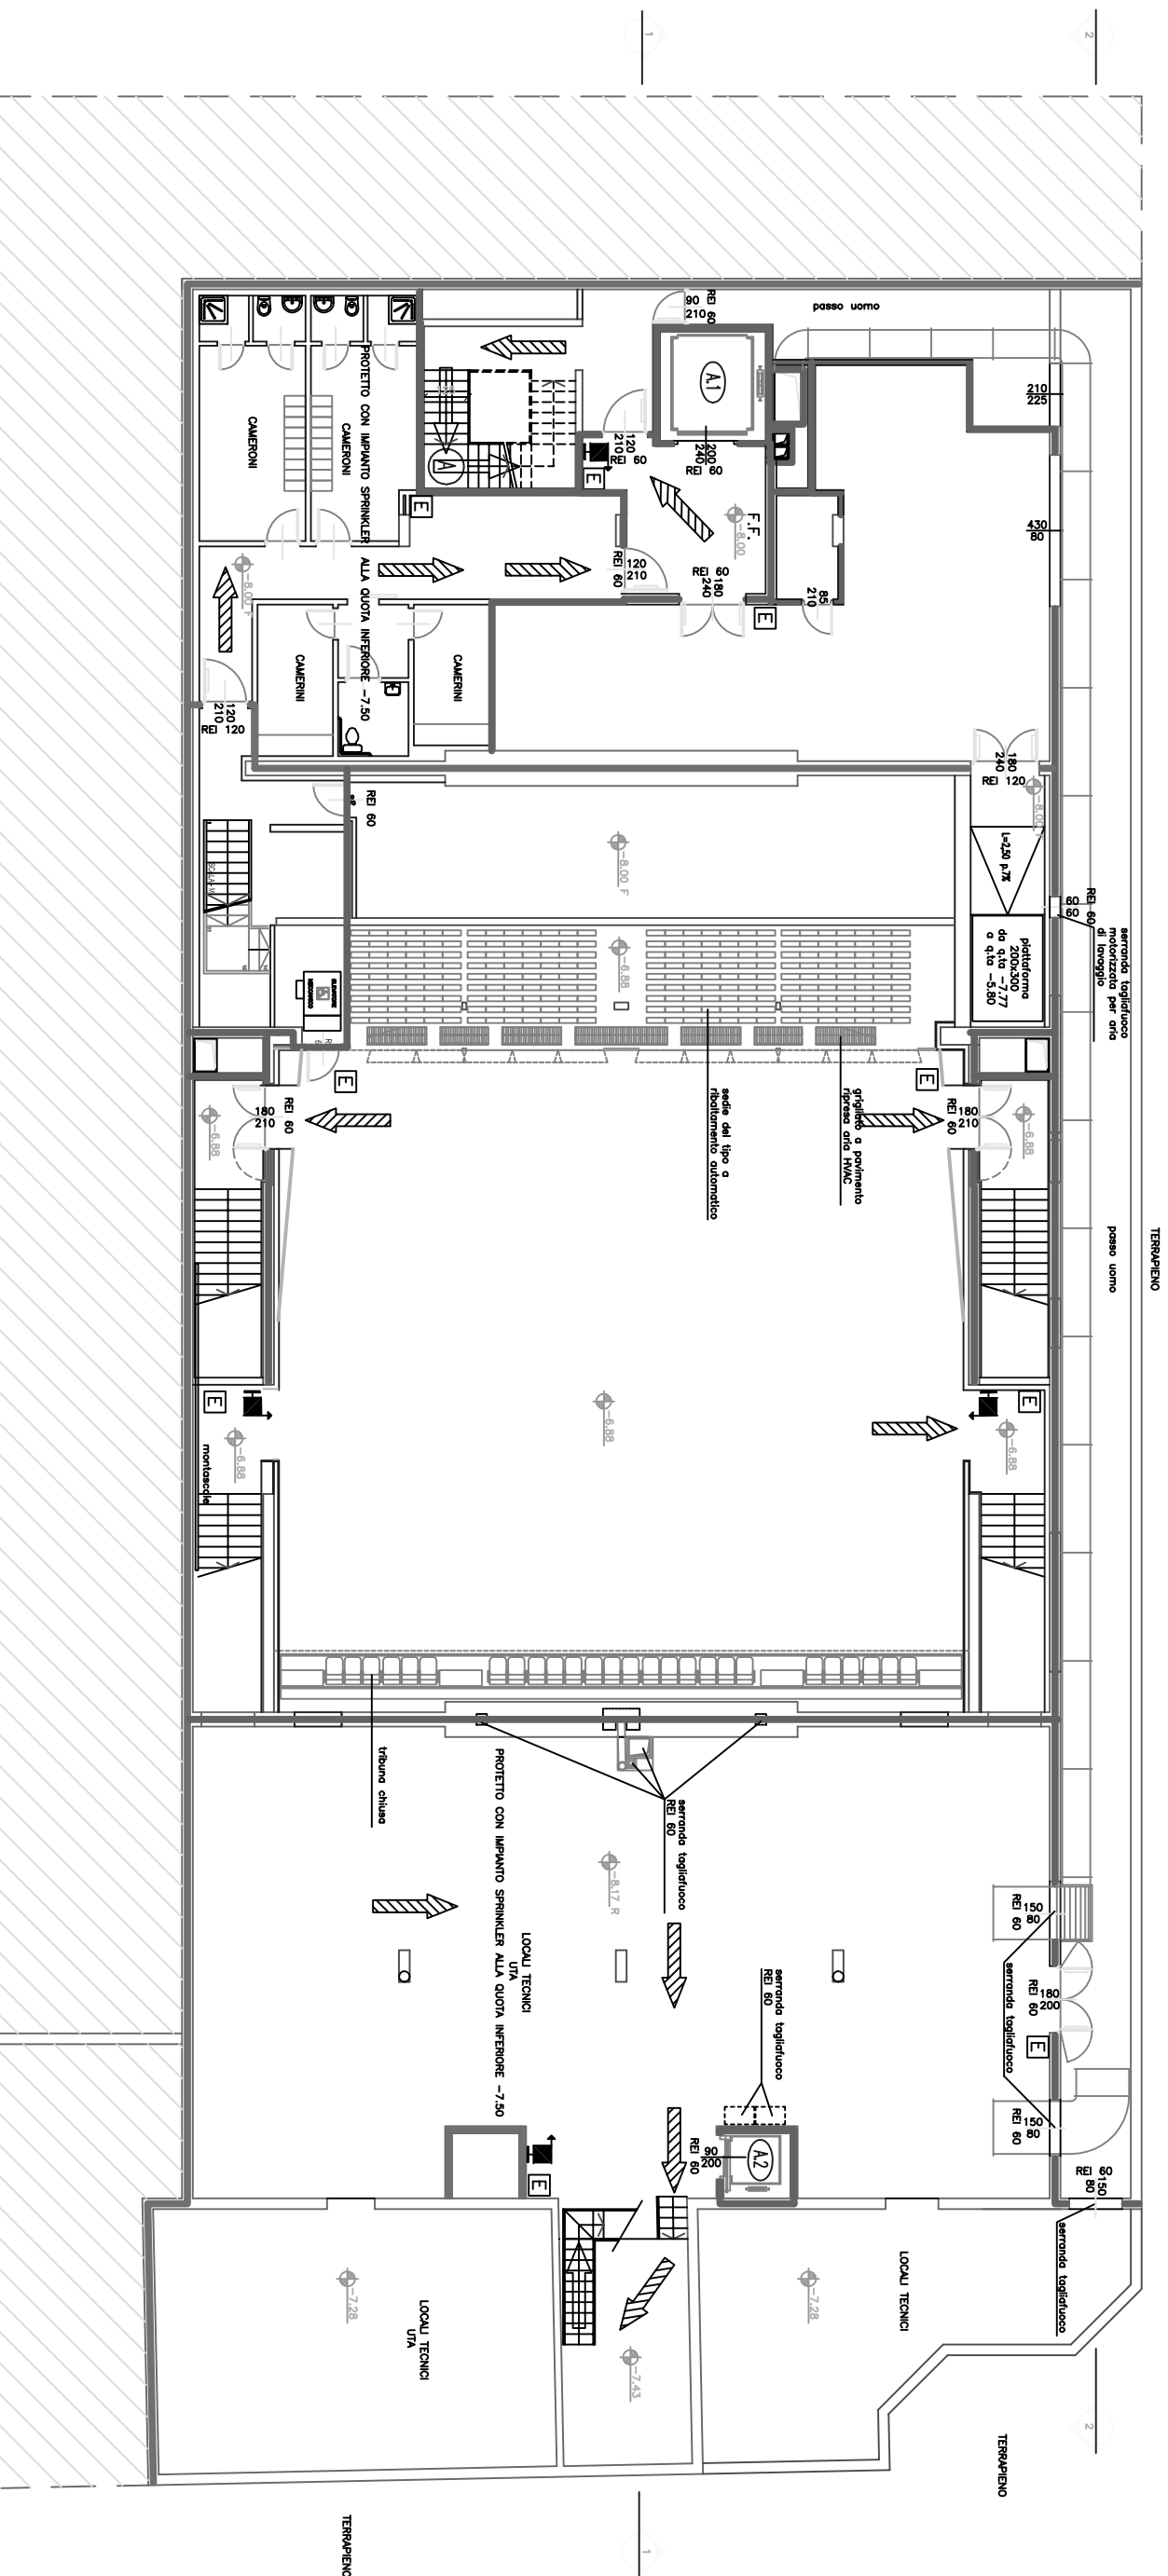 1
2
passo uomo
REI 60
90
210
A.1
210
225
200
240
REI 60
120
210
REI 60
E
PROTETTO CON IMPIANTO SPRINKLER ALLA QUOTA INFERIORE -7.50
CAMERONI
CAMERONI
A
E
F.F.
-8.00
430
80
REI 60
120
210
REI 60
180
240
85
210
E
-8.00 F
CAMERINI
CAMERINI
120
210
REI 120
180
240
REI 120
-8.00 F
REI 60
-8.00 F
L=2,50 p.7%
60
60
REI 60
serranda tagliafuoco
motorizzata per aria
di lavaggio
piattaforma
200x300
da q.ta -7.77
a q.ta -5.80
-6.88
ELEVATORE
MECCANICO
E
E
REI 60
180
210
-6.88
sedie del tipo a
ribaltamento automatico
grigliato a pavimento
ripresa aria HVAC
REI 60
180
210
-6.88
TERRAPIENO
passo uomo
-6.88
E
E
-6.88
-6.88
montascale
tribuna chiusa
PROTETTO CON IMPIANTO SPRINKLER ALLA QUOTA INFERIORE -7.50
serranda tagliafuoco
REI 60
-8.17 R
LOCALI TECNICI
UTA
serranda tagliafuoco
REI 60
REI 60
150
80
serranda tagliafuoco
REI 60
180
200
E
REI 60
150
80
E
REI 60
90
200
A.2
REI 60
150
80
serranda tagliafuoco
-7.28
LOCALI TECNICI
UTA
-7.43
-7.28
LOCALI TECNICI
TERRAPIENO
TERRAPIENO
1
2